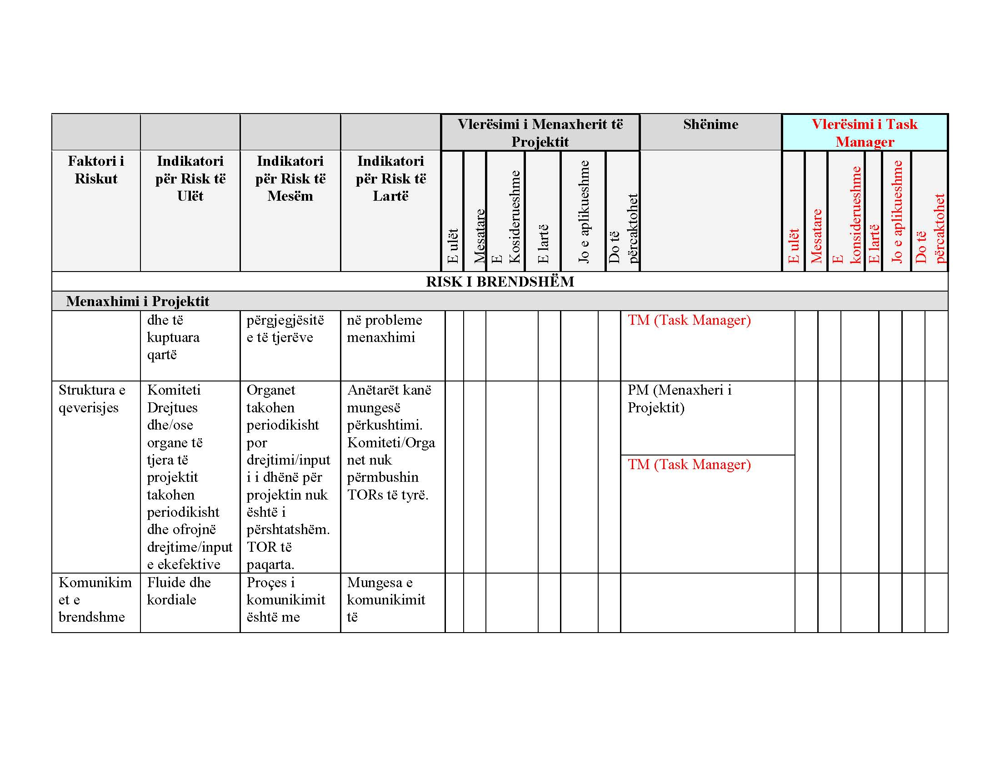 Vlerësimi i Menaxherit të
Projektit
Shënime
Vlerësimi i Task
Manager
Faktori i
Riskut
Indikatori
për Risk të
Ulët
Indikatori
për Risk të
Mesëm
Indikatori
për Risk të
Lartë
E ulët
Mesatare
E
Kosiderueshme
E lartë
Jo e aplikueshme
Do të
përcaktohet
E ulët
Mesatare
E
konsiderueshme
E lartë
Jo e aplikueshme
Do të
përcaktohet
RISK I BRENDSHËM
Menaxhimi i Projektit
dhe të
kuptuara
qartë
përgjegjësitë
e të tjerëve
në probleme
menaxhimi
TM (Task Manager)
Struktura e
qeverisjes
Komiteti
Drejtues
dhe/ose
organe të
tjera të
projektit
takohen
periodikisht
dhe ofrojnë
drejtime/input
e ekefektive
Organet
takohen
periodikisht
por
drejtimi/input
i i dhënë për
projektin nuk
është i
përshtatshëm.
TOR të
paqarta.
Anëtarët kanë
mungesë
përkushtimi.
Komiteti/Orga
net nuk
përmbushin
TORs të tyrë.
PM (Menaxheri i
Projektit)
TM (Task Manager)
Komunikim
et e
brendshme
Fluide dhe
kordiale
Proçes i
komunikimit
është me
Mungesa e
komunikimit
të